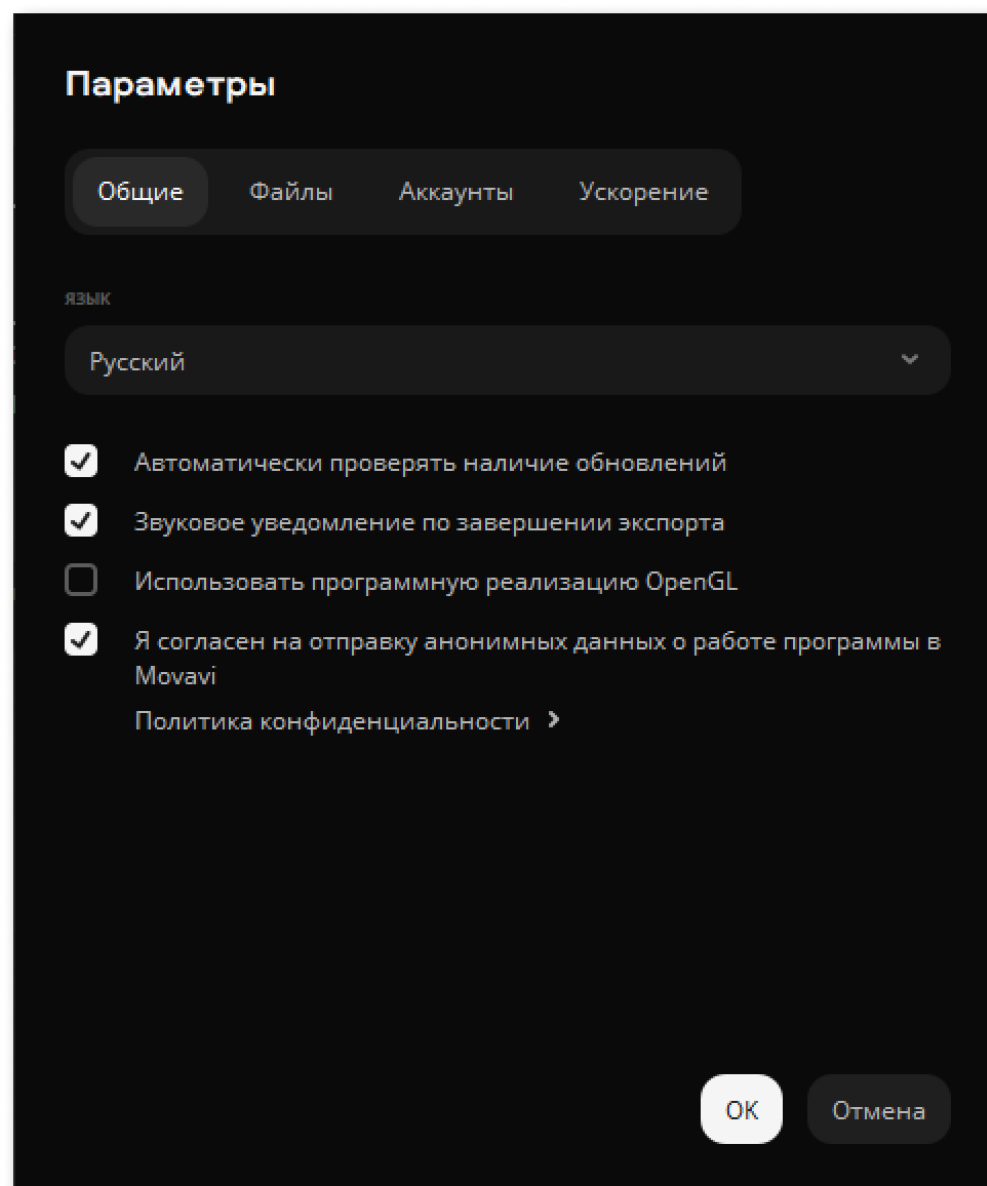 Параметры
Общие Файлы Аккаунты Ускорение
ЯЗЫК
Русский
Автоматически проверять наличие обновлений
Звуковое уведомление по завершении экспорта
Использовать программную реализацию OpenGL
Я согласен на отправку анонимных данных о работе программы в
Movavi
Политика конфиденциальности
ОК Отмена